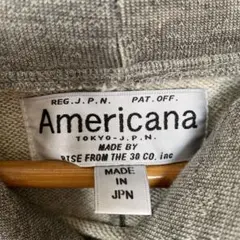 REG.J.P.N. PAT.OFF.
Americana
TOKYO-J.P.N.
MADE BY
RISE FROM THE 30 CO. inc
MADE
IN
JPN